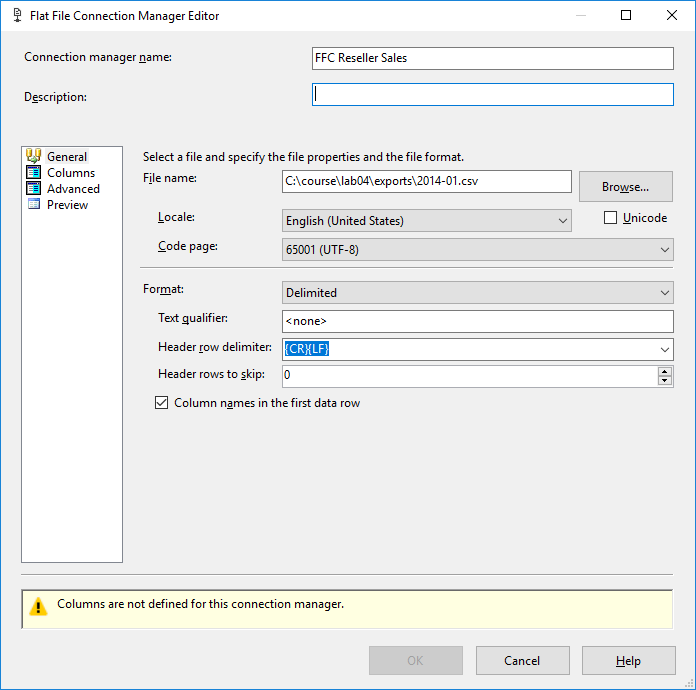 Flat File Connection Manager Editor
Connection manager name: FFC Reseller Sales
Description:
General
Columns
Advanced
Preview
Select a file and specify the file properties and the file format.
File name: C:\course\lab04\exports\2014-01.csv Browse...
Locale: English (United States) Unicode
Code page: 65001 (UTF-8)
Format: Delimited
Text qualifier: <none>
Header row delimiter: {CR}{LF}
Header rows to skip: 0
Column names in the first data row
Columns are not defined for this connection manager.
OK Cancel Help